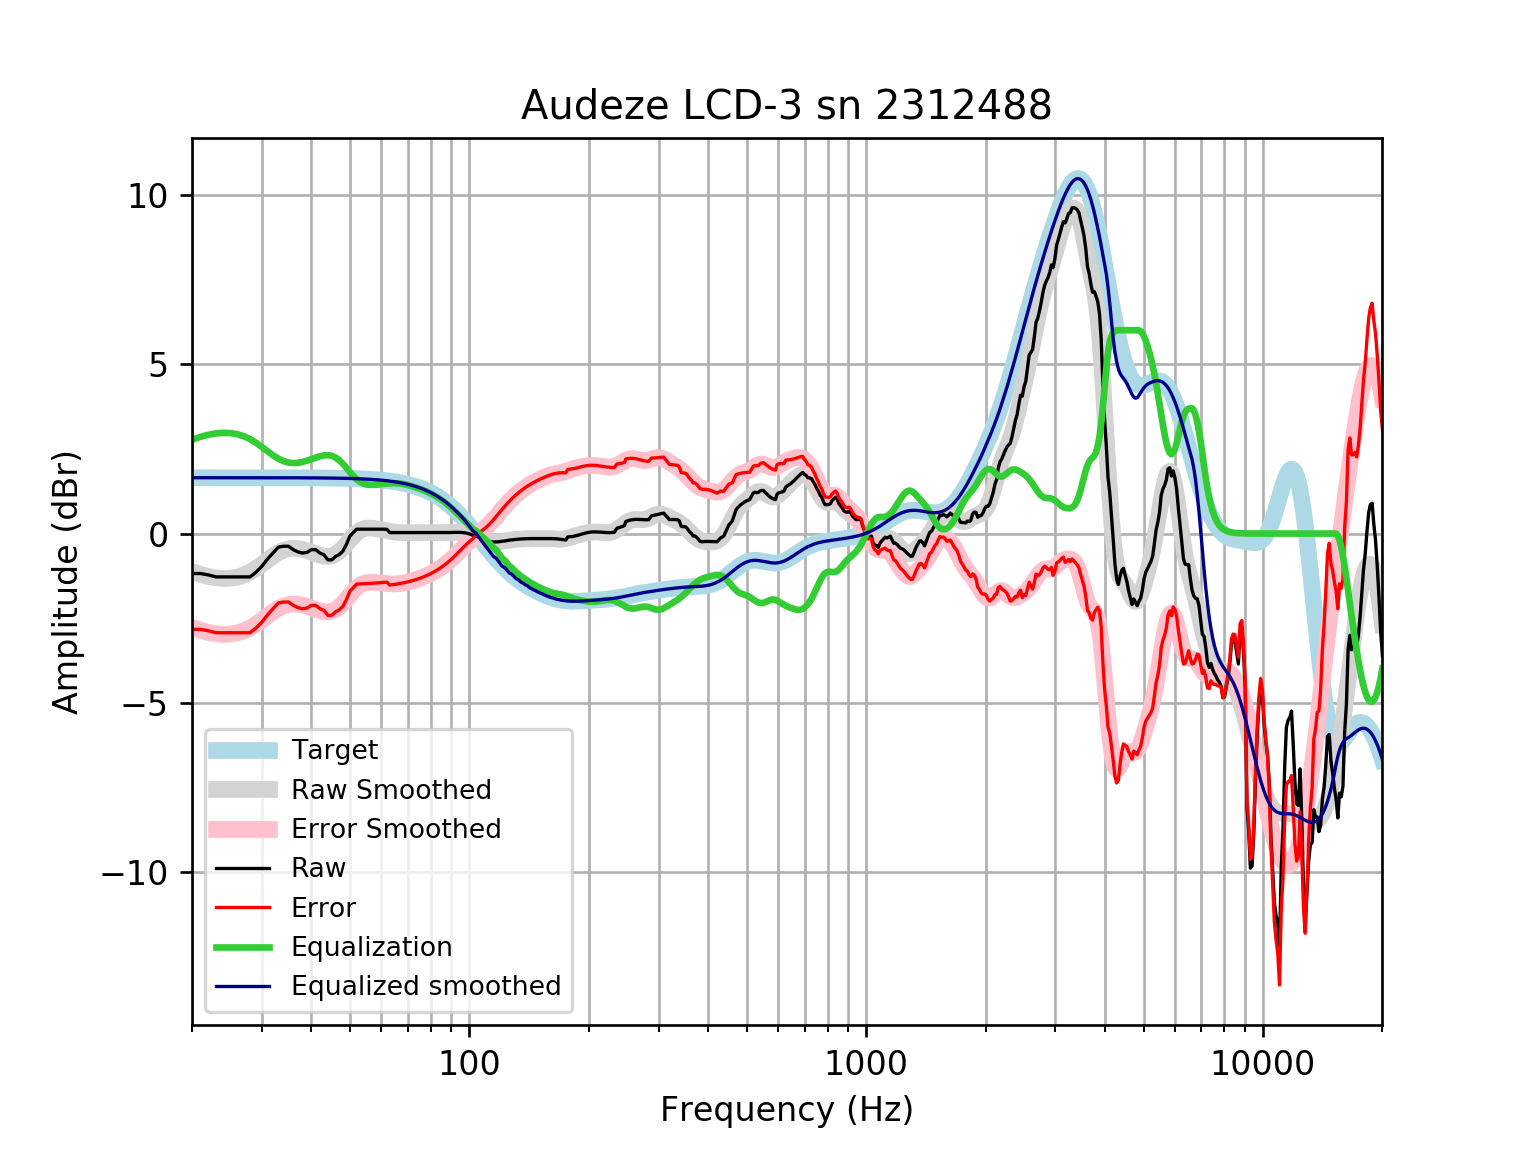 Audeze LCD-3 sn 2312488
Amplitude (dBr)
10
5
0
−5
−10
Target
Raw Smoothed
Error Smoothed
Raw
Error
Equalization
Equalized smoothed
100 1000 10000
Frequency (Hz)